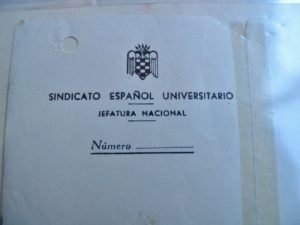 SINDICATO ESPAÑOL UNIVERSITARIO
JEFATURA NACIONAL
Número ....................